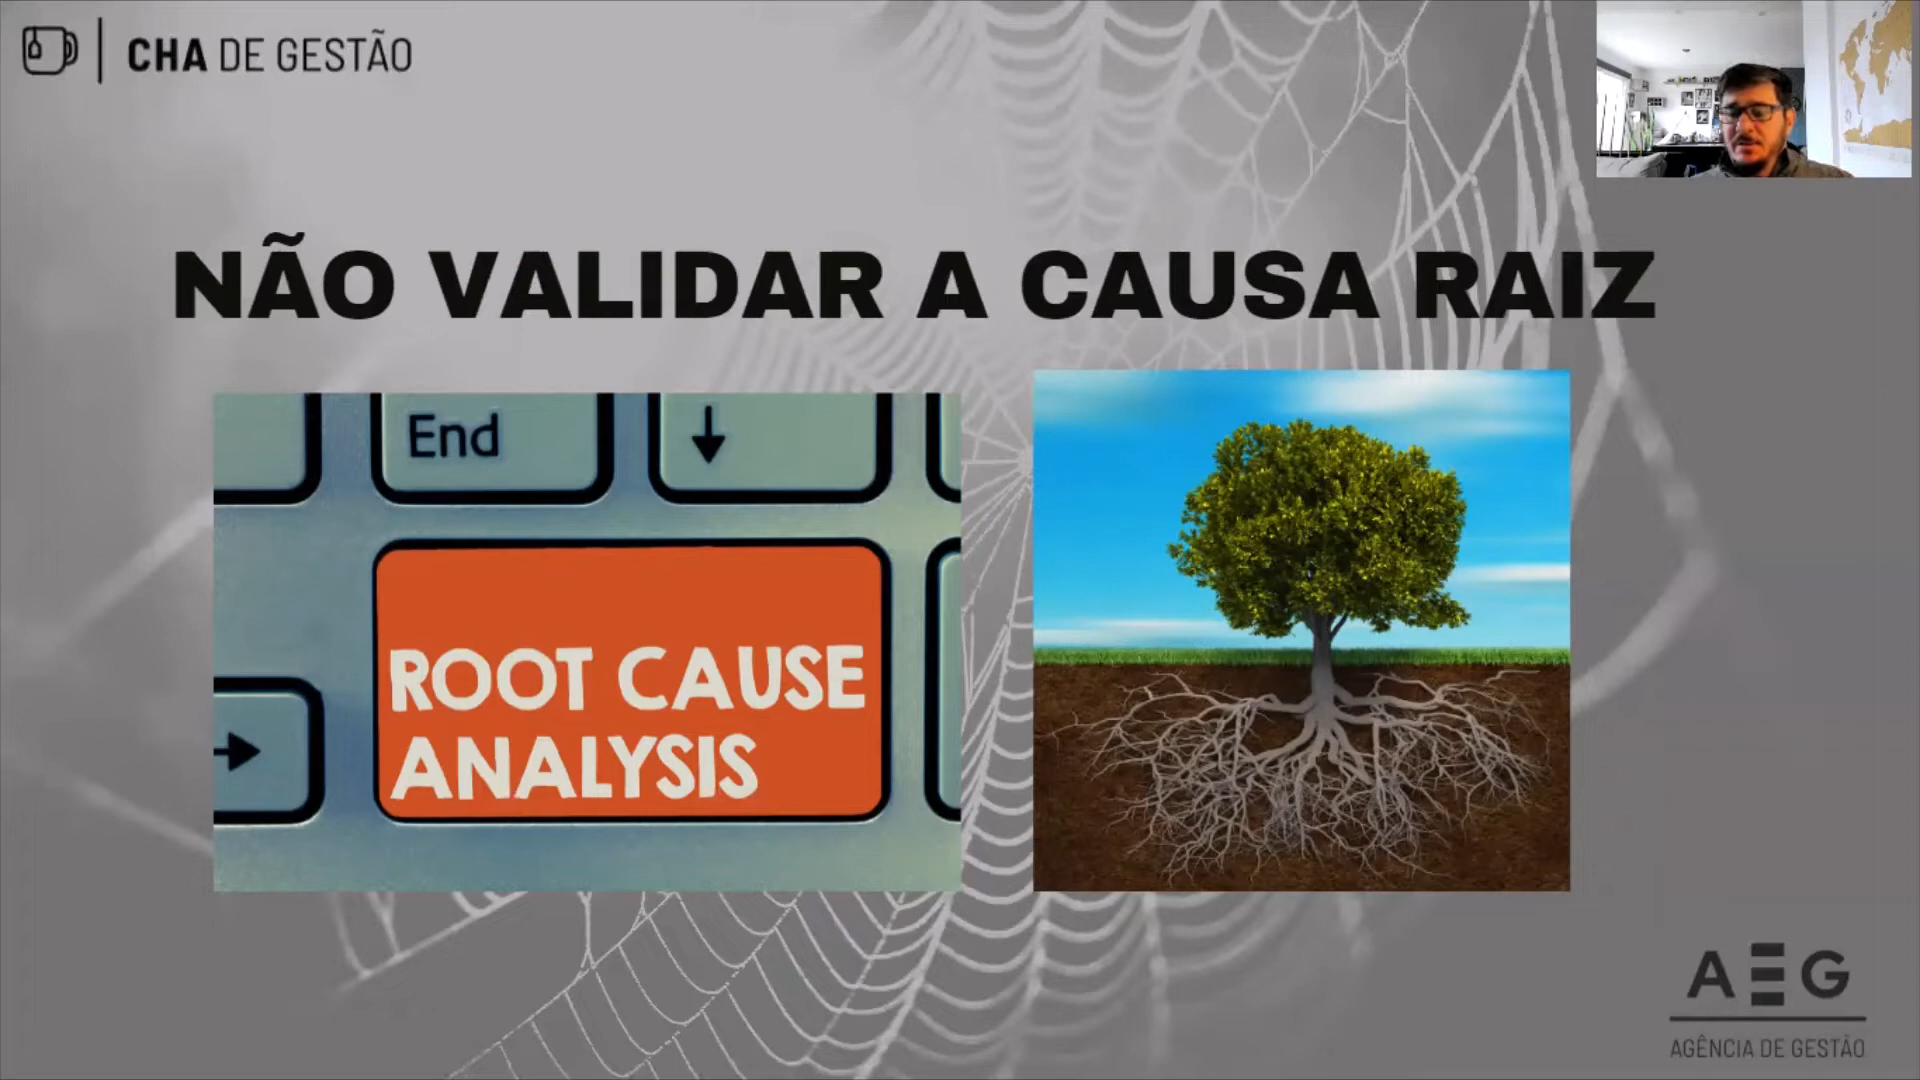 CHA DE GESTÃO
NÃO VALIDAR A CAUSA RAIZ
End
ROOT CAUSE
ANALYSIS
AEG
AGÊNCIA DE GESTÃO